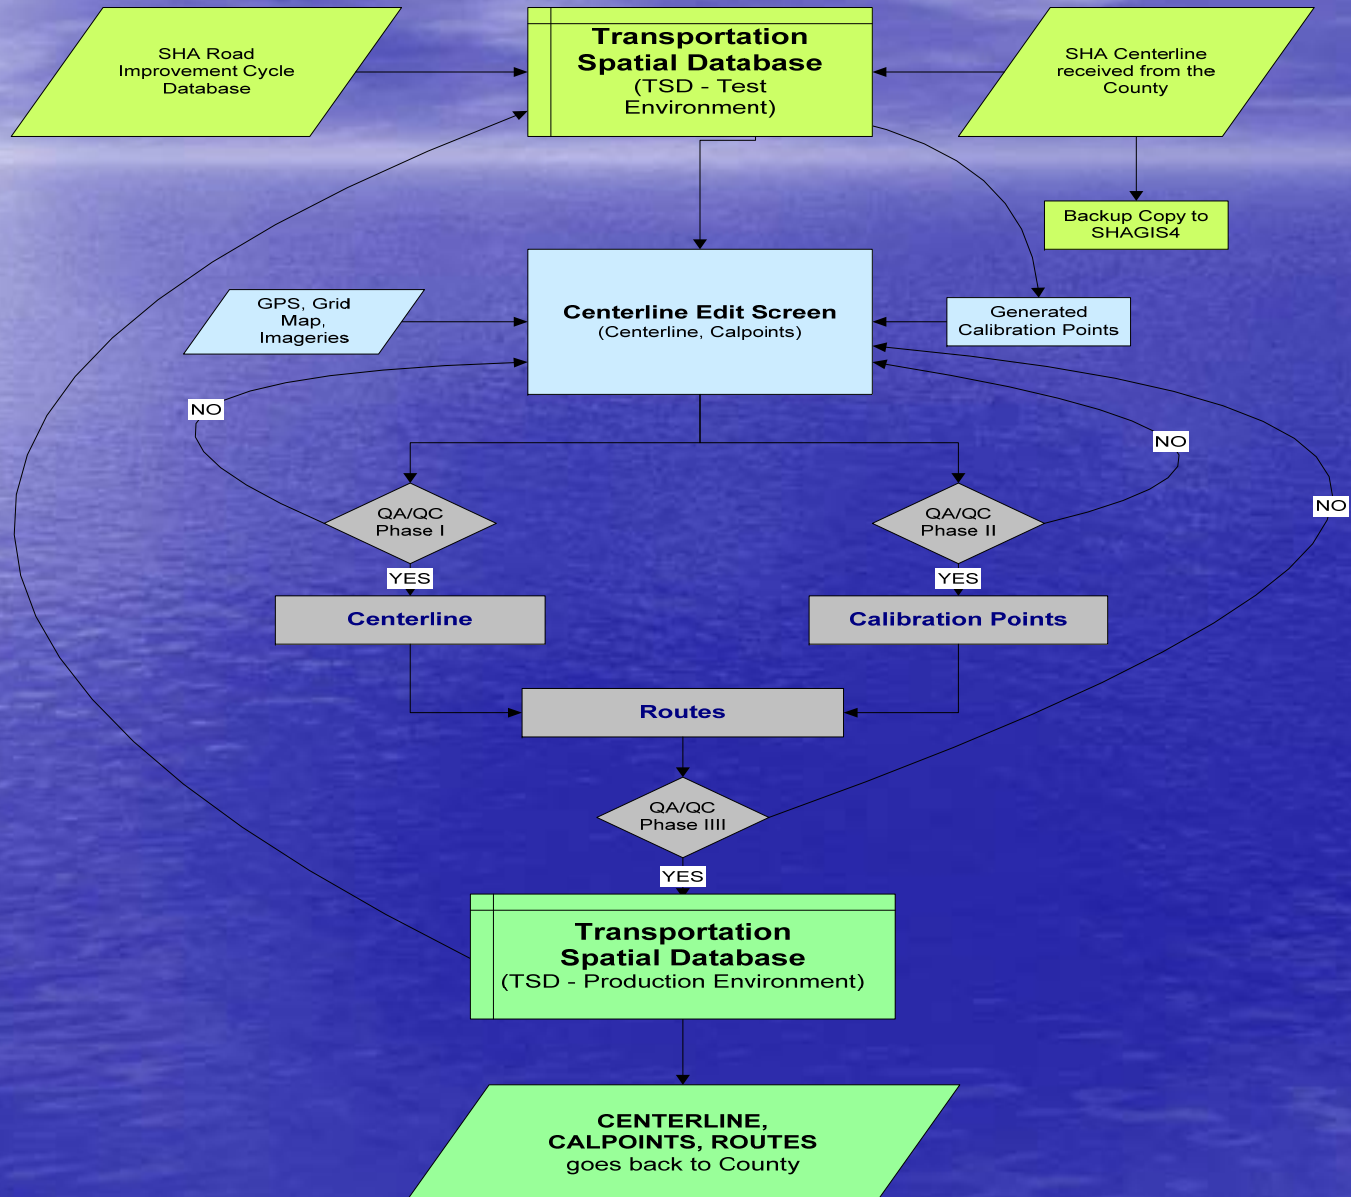 SHA Road
Improvement Cycle
Database
Transportation
Spatial Database
(TSD - Test
Environment)
SHA Centerline
received from the
County
Backup Copy to
SHAGIS4
GPS, Grid
Map,
Imageries
Centerline Edit Screen
(Centerline, Calpoints)
Generated
Calibration Points
NO
NO
NO
QA/QC
Phase I
QA/QC
Phase II
YES
YES
Centerline
Calibration Points
Routes
QA/QC
Phase IIII
YES
Transportation
Spatial Database
(TSD - Production Environment)
CENTERLINE,
CALPOINTS, ROUTES
goes back to County